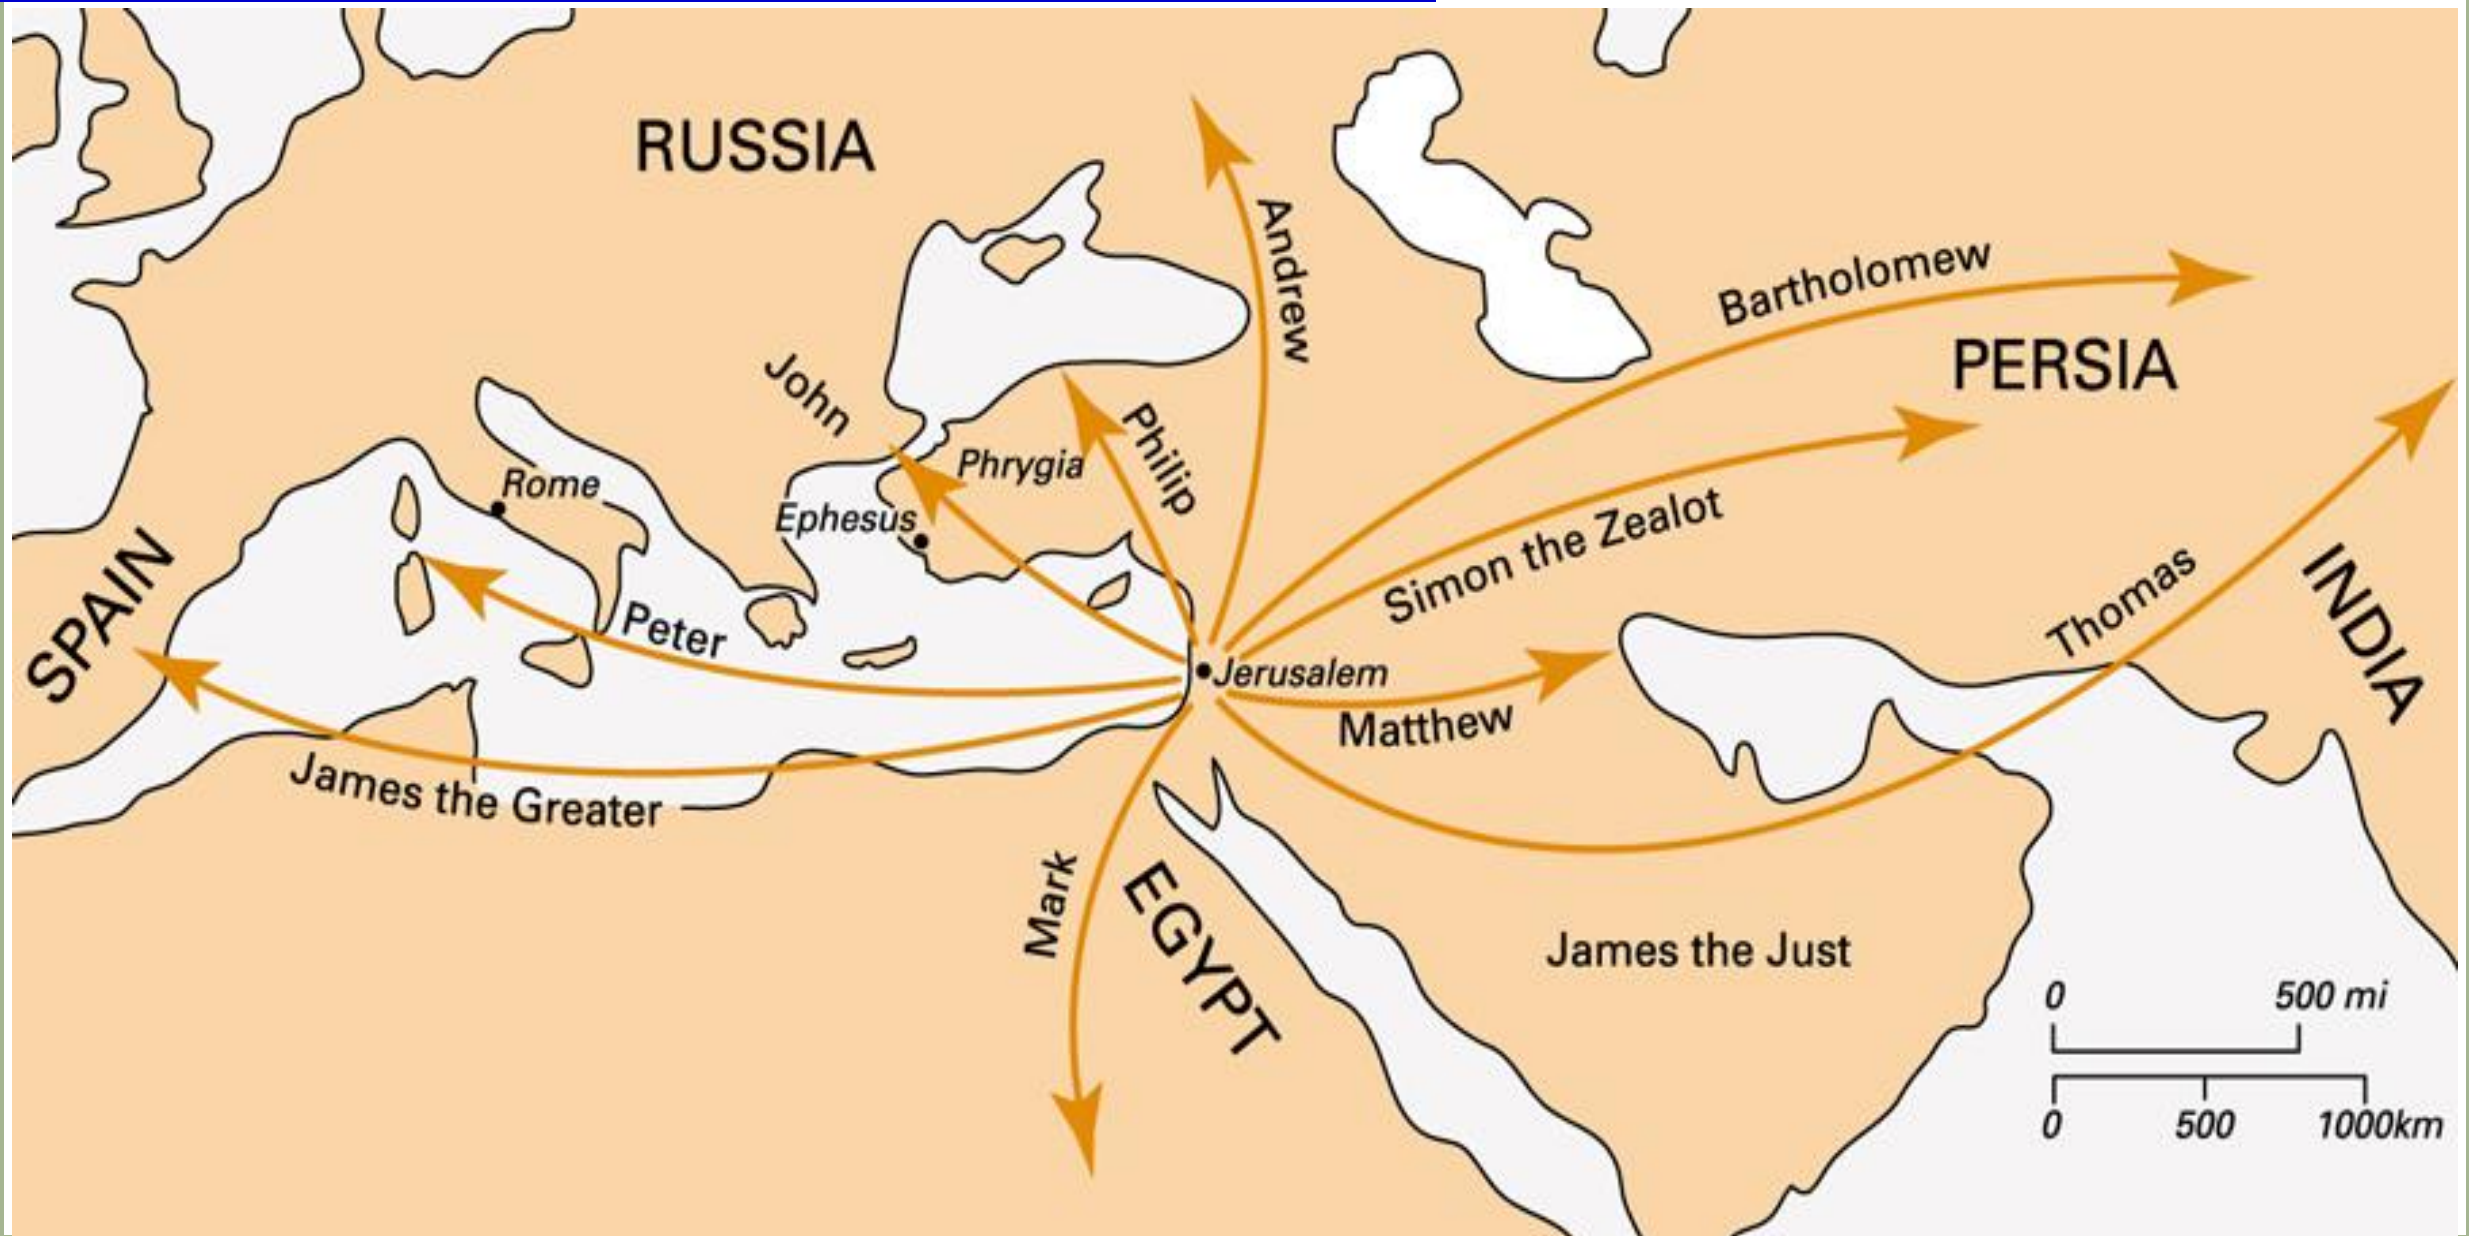 RUSSIA
Andrew
Bartholomew
PERSIA
John
Philip
Phrygia
Rome
Ephesus
Simon the Zealot
SPAIN
Peter
Thomas
INDIA
Jerusalem
Matthew
James the Greater
Mark
EGYPT
James the Just
0 500 mi
0 500 1000km